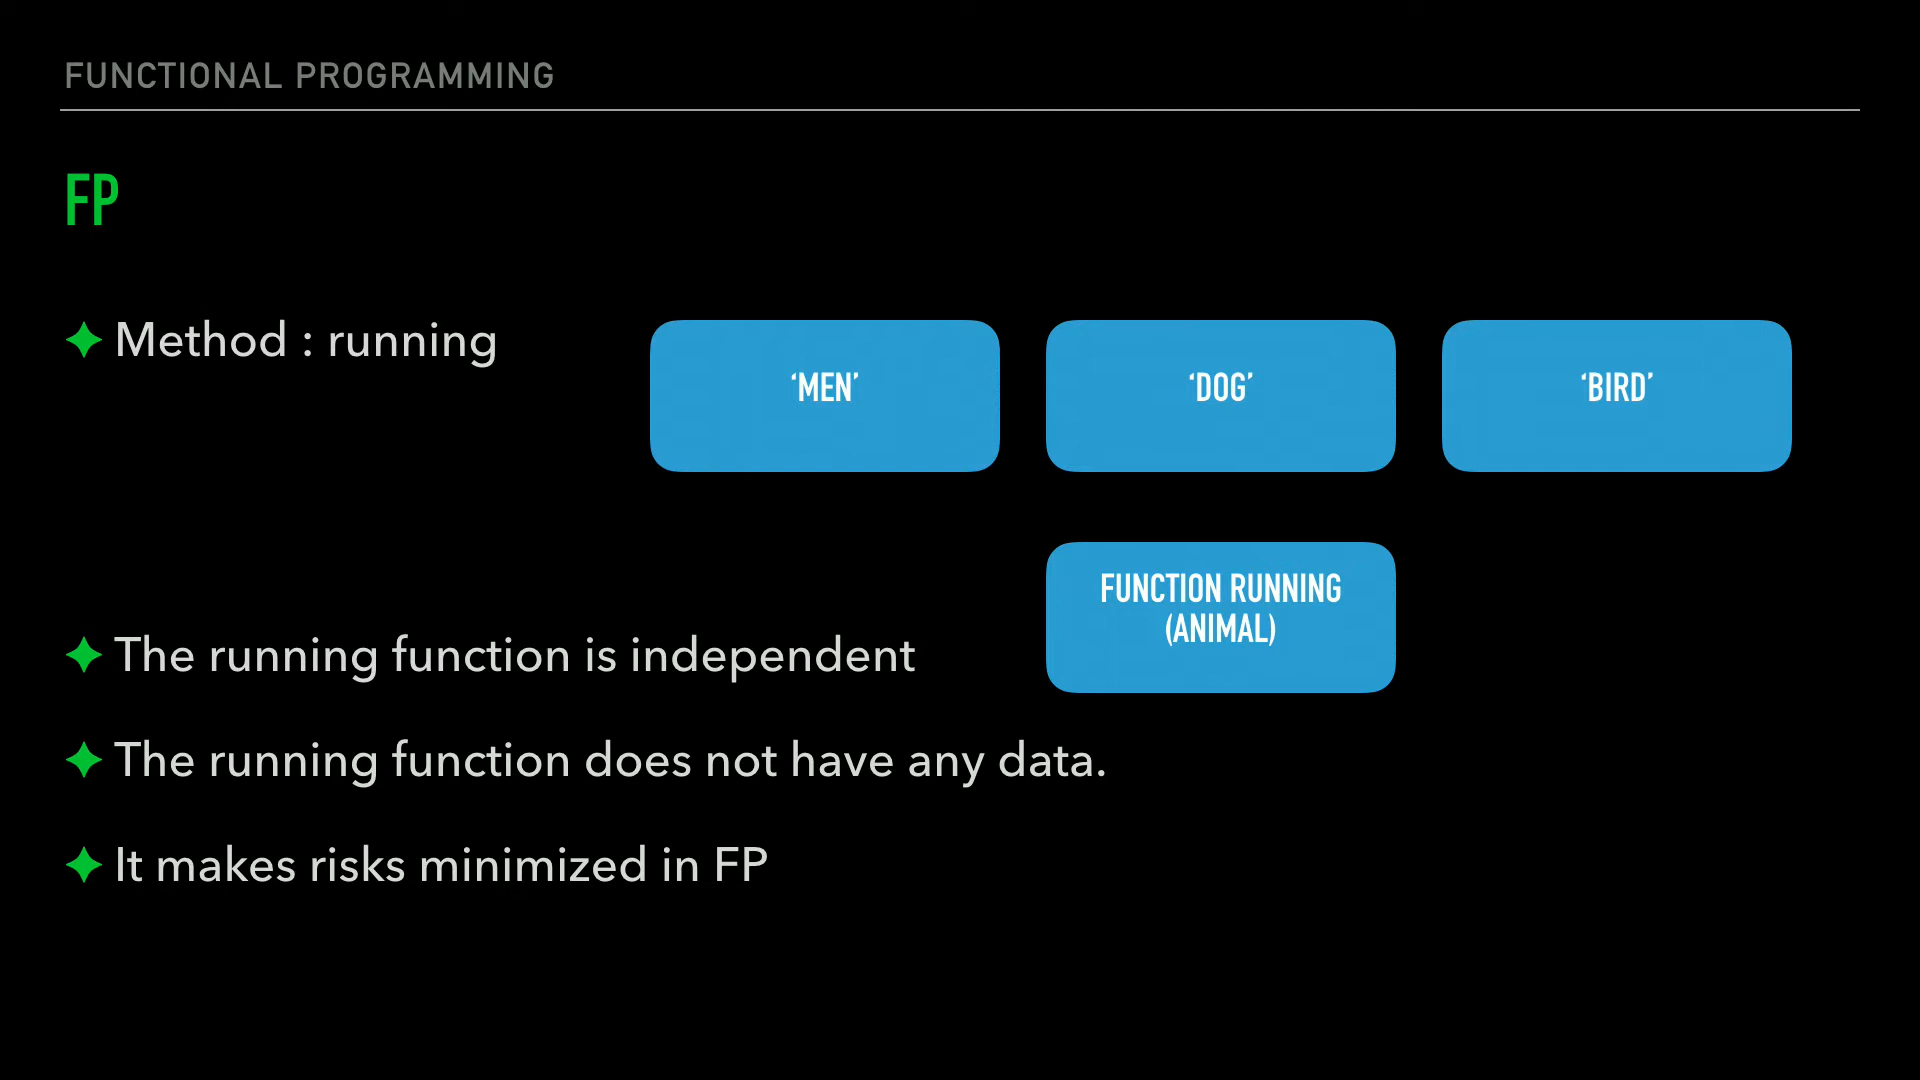 FUNCTIONAL PROGRAMMING
FP
Method : running
‘MEN’
‘DOG’
‘BIRD’
FUNCTION RUNNING
(ANIMAL)
The running function is independent
The running function does not have any data.
It makes risks minimized in FP